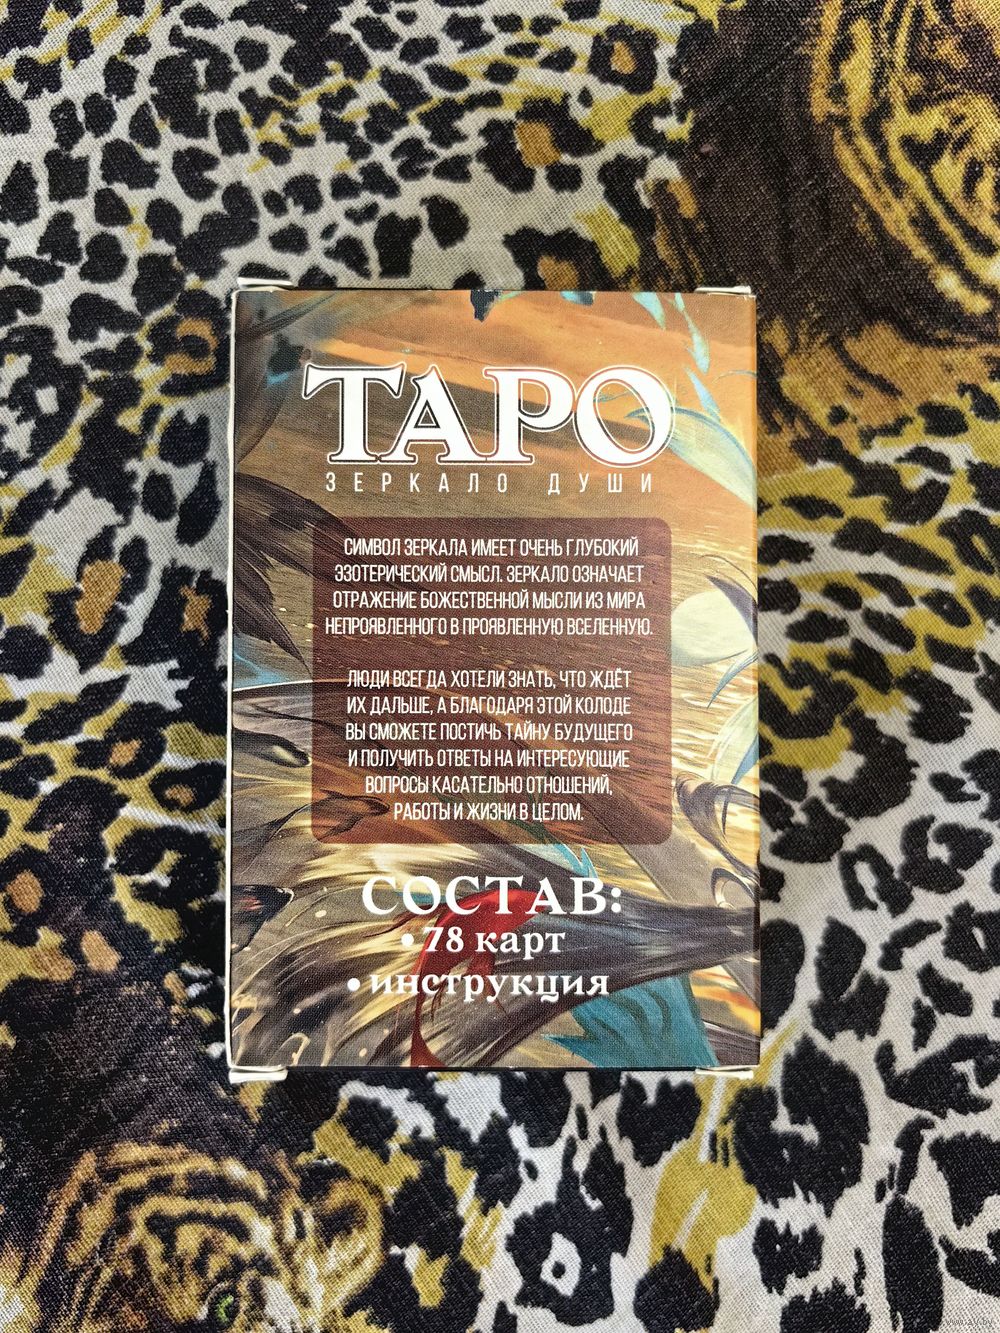 ТАРО
ЗЕРКАЛО ДУШИ
СИМВОЛ ЗЕРКАЛА ИМЕЕТ ОЧЕНЬ ГЛУБОКИЙ
ЭЗОТЕРИЧЕСКИЙ СМЫСЛ. ЗЕРКАЛО ОЗНАЧАЕТ
ОТРАЖЕНИЕ БОЖЕСТВЕННОЙ МЫСЛИ ИЗ МИРА
НЕПРОЯВЛЕННОГО В ПРОЯВЛЕННУЮ ВСЕЛЕННУЮ.
ЛЮДИ ВСЕГДА ХОТЕЛИ ЗНАТЬ, ЧТО ЖДЁТ
ИХ ДАЛЬШЕ, А БЛАГОДАРЯ ЭТОЙ КОЛОДЕ
ВЫ СМОЖЕТЕ ПОСТИЧЬ ТАЙНУ БУДУЩЕГО
И ПОЛУЧИТЬ ОТВЕТЫ НА ИНТЕРЕСУЮЩИЕ
ВОПРОСЫ КАСАТЕЛЬНО ОТНОШЕНИЙ,
РАБОТЫ И ЖИЗНИ В ЦЕЛОМ.
СОСТАВ:
• 78 карт
• инструкция